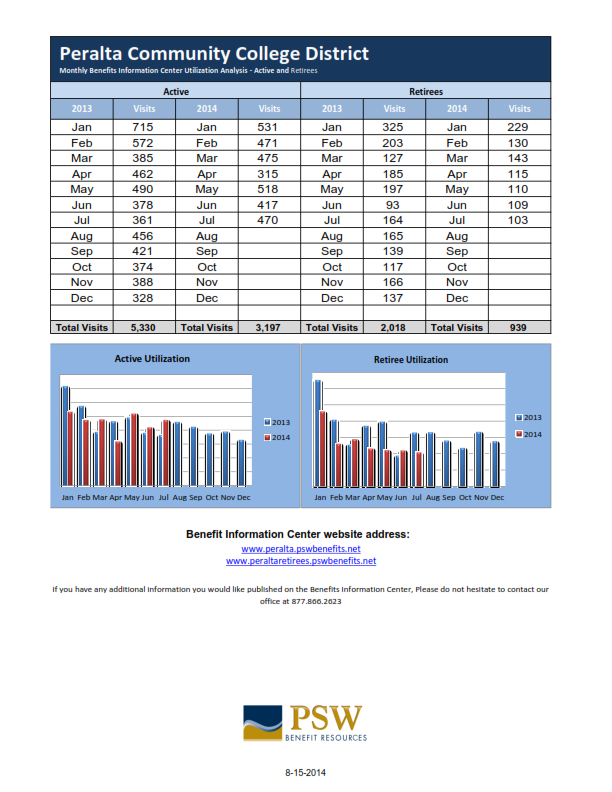 Peralta Community College District
Monthly Benefits Information Center Utilization Analysis - Active and Retirees
Active Retirees
2013 Visits 2014 Visits 2013 Visits 2014 Visits
Jan 715 Jan 531 Jan 325 Jan 229
Feb 572 Feb 471 Feb 203 Feb 130
Mar 385 Mar 475 Mar 127 Mar 143
Apr 462 Apr 315 Apr 185 Apr 115
May 490 May 518 May 197 May 110
Jun 378 Jun 417 Jun 93 Jun 109
Jul 361 Jul 470 Jul 164 Jul 103
Aug 456 Aug Aug 165 Aug
Sep 421 Sep Sep 139 Sep
Oct 374 Oct Oct 117 Oct
Nov 388 Nov Nov 166 Nov
Dec 328 Dec Dec 137 Dec
Total Visits 5,330 Total Visits 3,197 Total Visits 2,018 Total Visits 939
Active Utilization
2013
2014
Jan Feb Mar Apr May Jun Jul Aug Sep Oct Nov Dec
Retiree Utilization
2013
2014
Jan Feb Mar Apr May Jun Jul Aug Sep Oct Nov Dec
Benefit Information Center website address:
www.peralta.pswbenefits.net
www.peraltaretirees.pswbenefits.net
If you have any additional information you would like published on the Benefits Information Center, Please do not hesitate to contact our
office at 877.866.2623
PSW
BENEFIT RESOURCES
8-15-2014